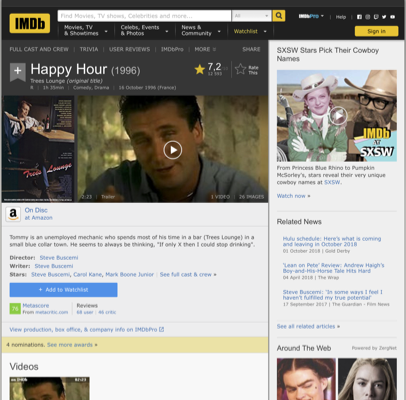 IMDb
Find Movies, TV shows, Celebrities and more...
All
IMDbPro
Help
Movies, TV
& Showtimes
Celebs, Events
& Photos
News &
Community
Watchlist
Sign in
FULL CAST AND CREW | TRIVIA | USER REVIEWS | IMDbPro | MORE
SHARE
Happy Hour (1996)
Trees Lounge (original title)
R | 1h 35min | Comedy, Drama | 16 October 1996 (France)
7,2
Rate
This
Trees Lounge
2:23 | Trailer
1 VIDEO | 26 IMAGES
On Disc
at Amazon
Tommy is an unemployed mechanic who spends most of his time in a bar (Trees Lounge) in a
small blue collar town. He seems to always be thinking, "If only X then I could stop drinking".
Director: Steve Buscemi
Writer: Steve Buscemi
Stars: Steve Buscemi, Carol Kane, Mark Boone Junior | See full cast & crew »
+ Add to Watchlist
Metascore
From metacritic.com
Reviews
68 user | 46 critic
View production, box office, & company info on IMDbPro
4 nominations. See more awards »
Videos
SXSW Stars Pick Their Cowboy
Names
IMDb
AT
SXSW
From Princess Blue Rhino to Pumpkin
McSorley's, stars reveal their very unique
cowboy names at SXSW.
Watch now »
Related News
Hulu schedule: Here's what is coming
and leaving in October 2018
01 October 2018 | Gold Derby
'Lean on Pete' Review: Andrew Haigh's
Boy-and-His-Horse Tale Hits Hard
04 April 2018 | The Wrap
Steve Buscemi: 'In some ways I feel I
haven't fulfilled my true potential'
17 September 2017 | The Guardian - Film News
See all related articles »
Around The Web
Powered by ZergNet